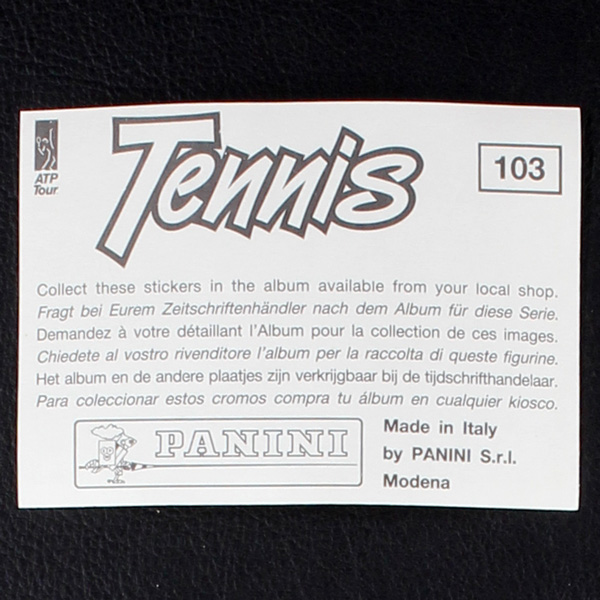 ATP
Tour
Tennis
103
Collect these stickers in the album available from your local shop.
Fragt bei Eurem Zeitschriftenhändler nach dem Album für diese Serie.
Demandez à votre détaillant l'Album pour la collection de ces images.
Chiedete al vostro rivenditore l'album per la raccolta di queste figurine.
Het album en de andere plaatjes zijn verkrijgbaar bij de tijdschrifthandelaar.
Para coleccionar estos cromos compra tu álbum en cualquier kiosco.
PANINI
Made in Italy
by PANINI S.r.l.
Modena